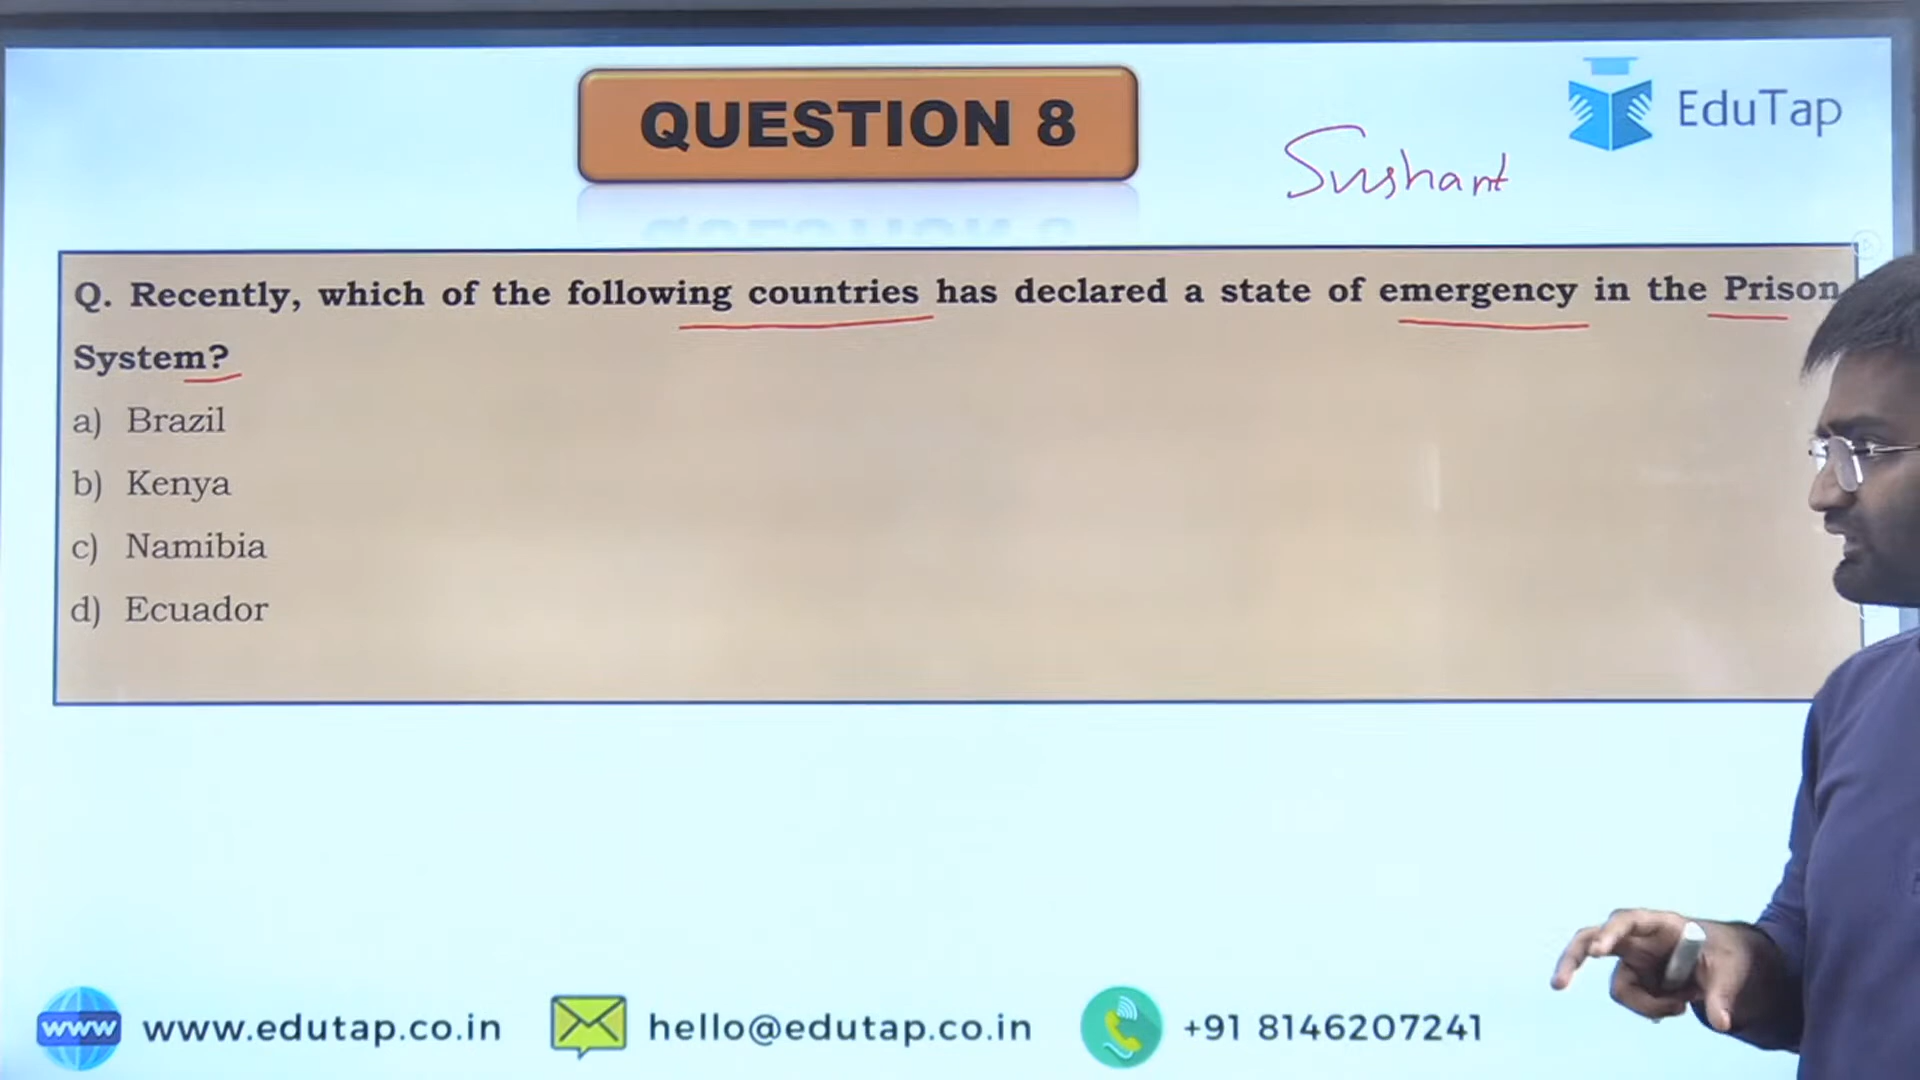 QUESTION 8
Sushant
EduTap
Q. Recently, which of the following countries has declared a state of emergency in the Prison
System?
a) Brazil
b) Kenya
c) Namibia
d) Ecuador
www www.edutap.co.in hello@edutap.co.in +91 8146207241